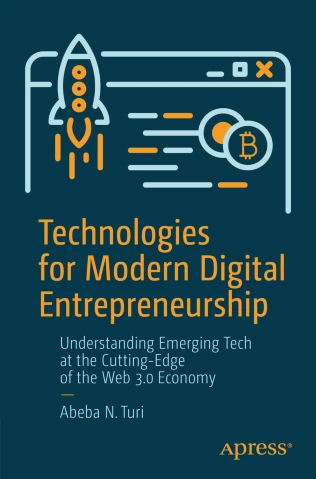 Technologies
for Modern Digital
Entrepreneurship
Understanding Emerging Tech
at the Cutting-Edge
of the Web 3.0 Economy
Abeba N. Turi
Apress®